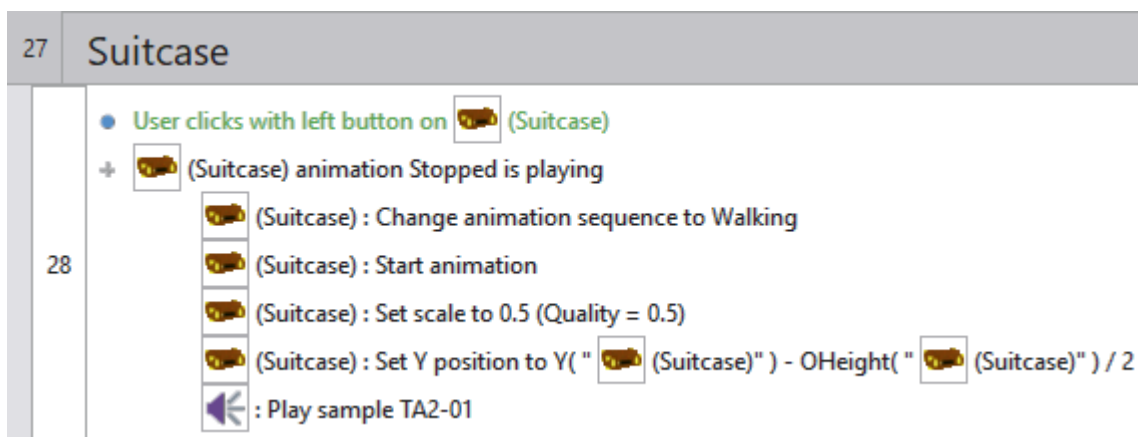 27 Suitcase
User clicks with left button on (Suitcase)
(Suitcase) animation Stopped is playing
(Suitcase) : Change animation sequence to Walking
28 (Suitcase) : Start animation
(Suitcase) : Set scale to 0.5 (Quality = 0.5)
(Suitcase) : Set Y position to Y( " (Suitcase)" ) - OHeight( " (Suitcase)" ) / 2
: Play sample TA2-01